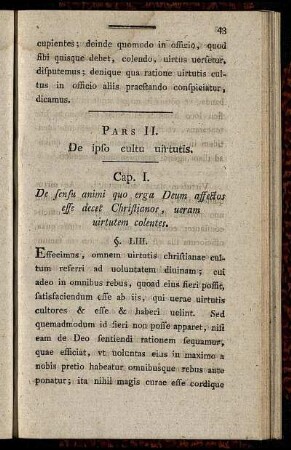 43
cupientes; deinde quomodo in officio, quod
sibi quisque debet, colendo, uirtus uersetur,
disputemus; denique qua ratione uirtutis cul-
tus in officio aliis praestando conspiciatur,
dicamus.
PARS II.
De ipso cultu uirtutis.
Cap. I.
De sensu animi quo erga Deum affectos
esse decet Christianos, ueram
uirtutem colentes.
§. LIII.
Effecimus, omnem uirtutis christianae cul-
tum referri ad uoluntatem diuinam; cui
adeo in omnibus rebus, quoad eius fieri possit,
satisfaciendum esse ab iis, qui uerae uirtutis
cultores & esse & haberi uelint. Sed
quemadmodum id fieri non posse apparet, nisi
eam de Deo sentiendi rationem sequamur,
quae efficiat, vt uoluntas eius in maximo a
nobis pretio habeatur omnibusque rebus ante
ponatur; ita nihil magis curae esse cordique